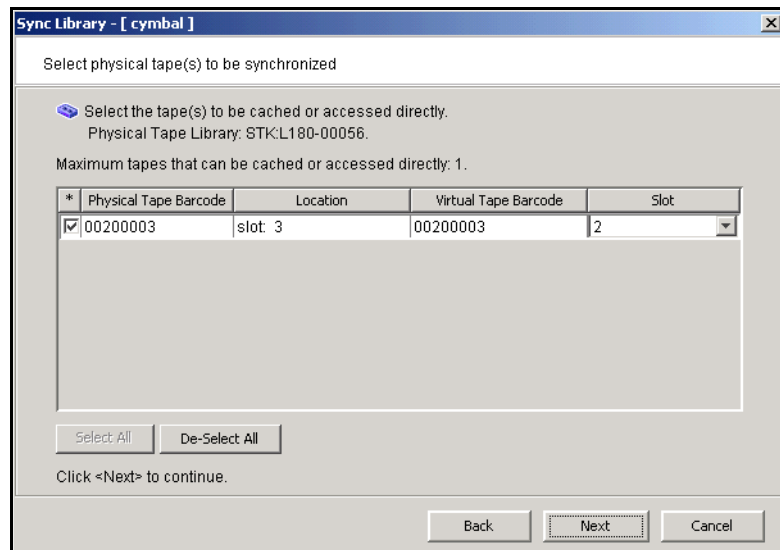 Sync Library - [ cymbal ]
Select physical tape(s) to be synchronized
Select the tape(s) to be cached or accessed directly.
Physical Tape Library: STK:L180-00056.
Maximum tapes that can be cached or accessed directly: 1.
* Physical Tape Barcode Location Virtual Tape Barcode Slot
00200003 slot: 3 00200003 2
Select All De-Select All
Click <Next> to continue.
Back Next Cancel